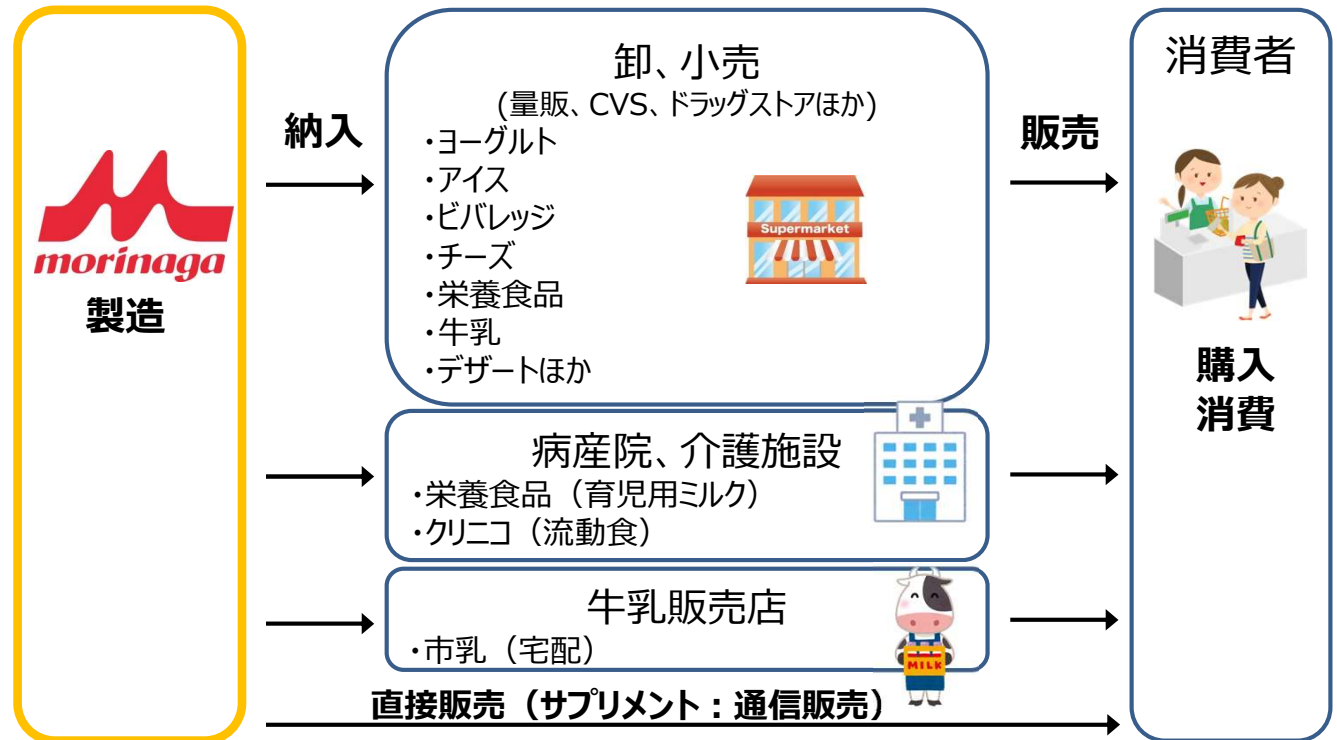 morinaga
製造
納入
卸、小売
(量販、CVS、ドラッグストアほか)
・ヨーグルト
・アイス
・ビバレッジ
・チーズ
・栄養食品
・牛乳
・デザートほか
Supermarket
病産院、介護施設
・栄養食品（育児用ミルク）
・クリニコ（流動食）
牛乳販売店
・市乳（宅配）
MILK
直接販売（サプリメント：通信販売）
販売
消費者
購入
消費